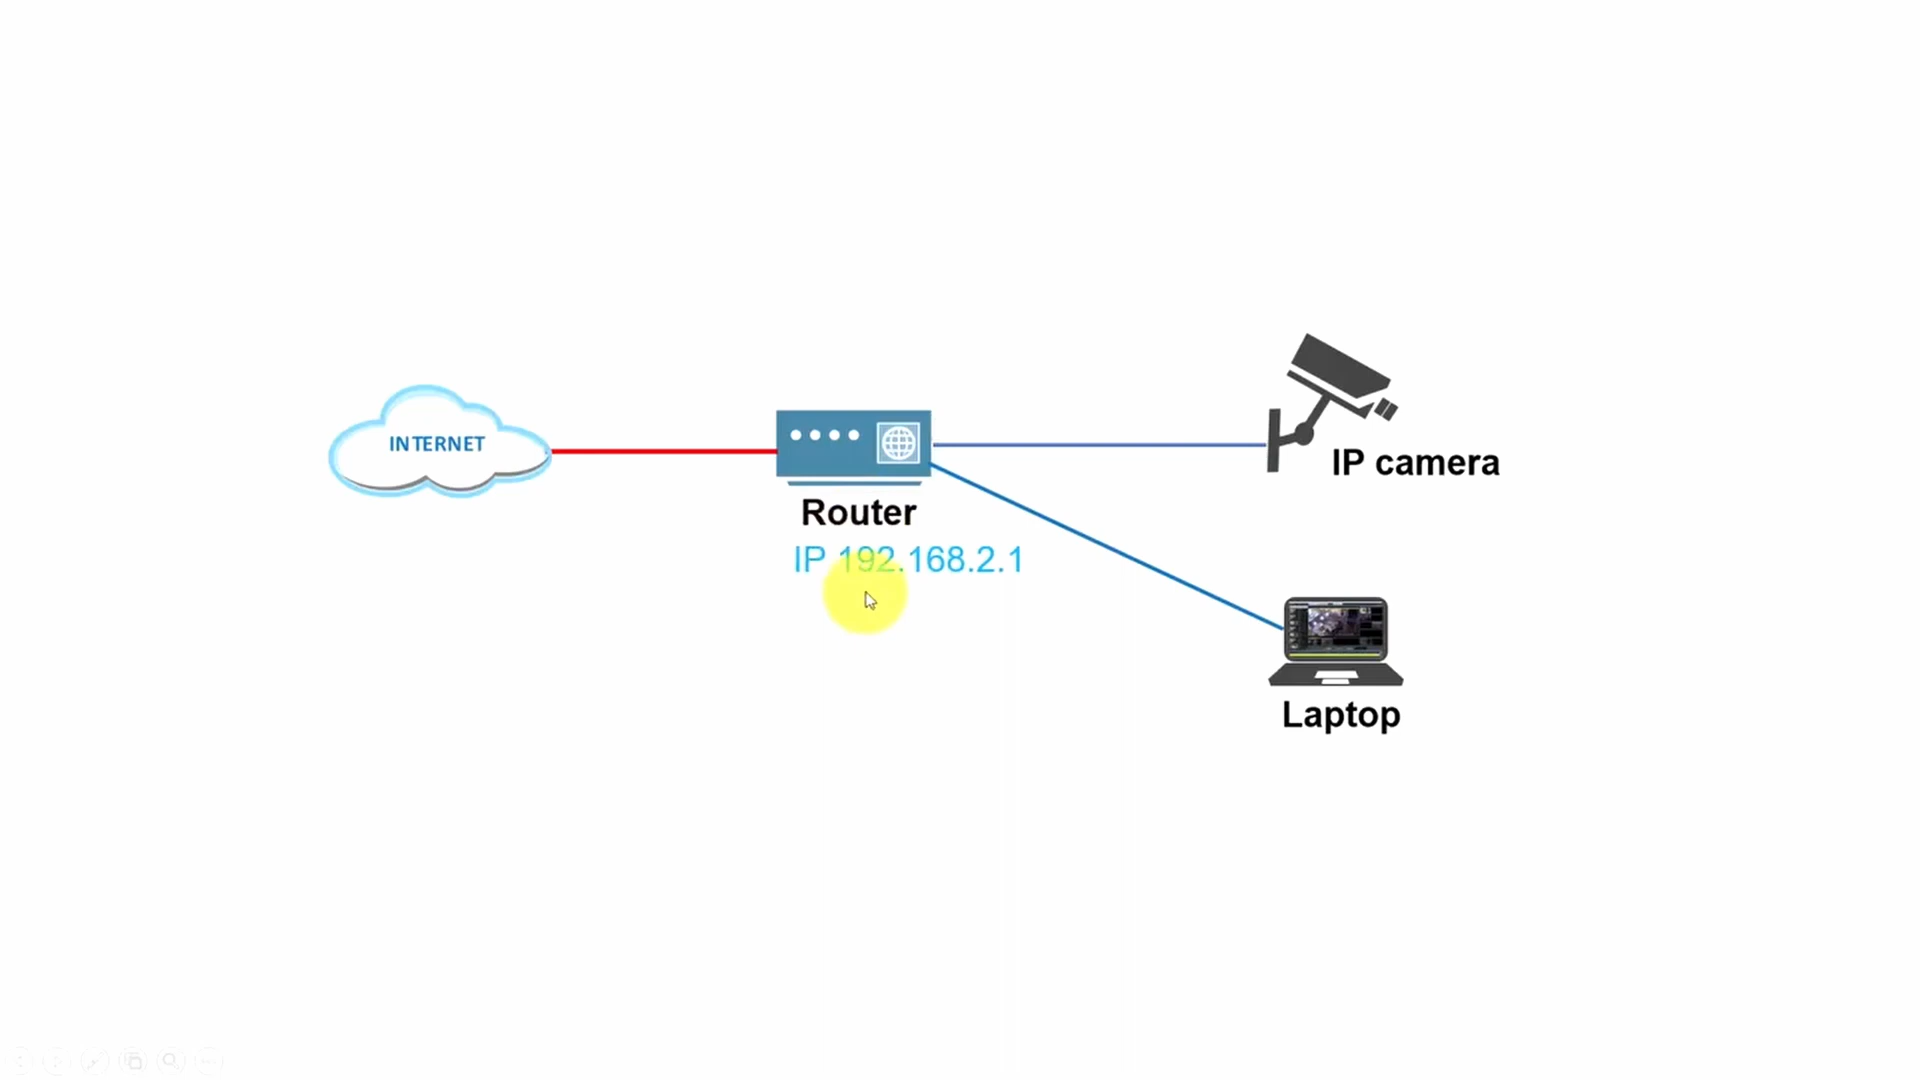 INTERNET
Router
IP 192.168.2.1
IP camera
Laptop